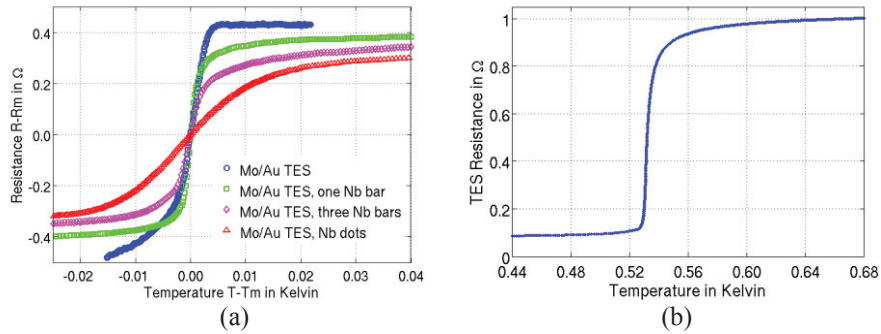 Resistance R-Rm in Ω
0.4
0.2
0.0
-0.2
-0.4
Mo/Au TES
Mo/Au TES, one Nb bar
Mo/Au TES, three Nb bars
Mo/Au TES, Nb dots
-0.02 -0.01 0.00 0.01 0.02 0.03 0.04
Temperature T-Tm in Kelvin
(a)
TES Resistance in Ω
1
0.8
0.6
0.4
0.2
0
0.44 0.48 0.52 0.56 0.60 0.64 0.68
Temperature in Kelvin
(b)